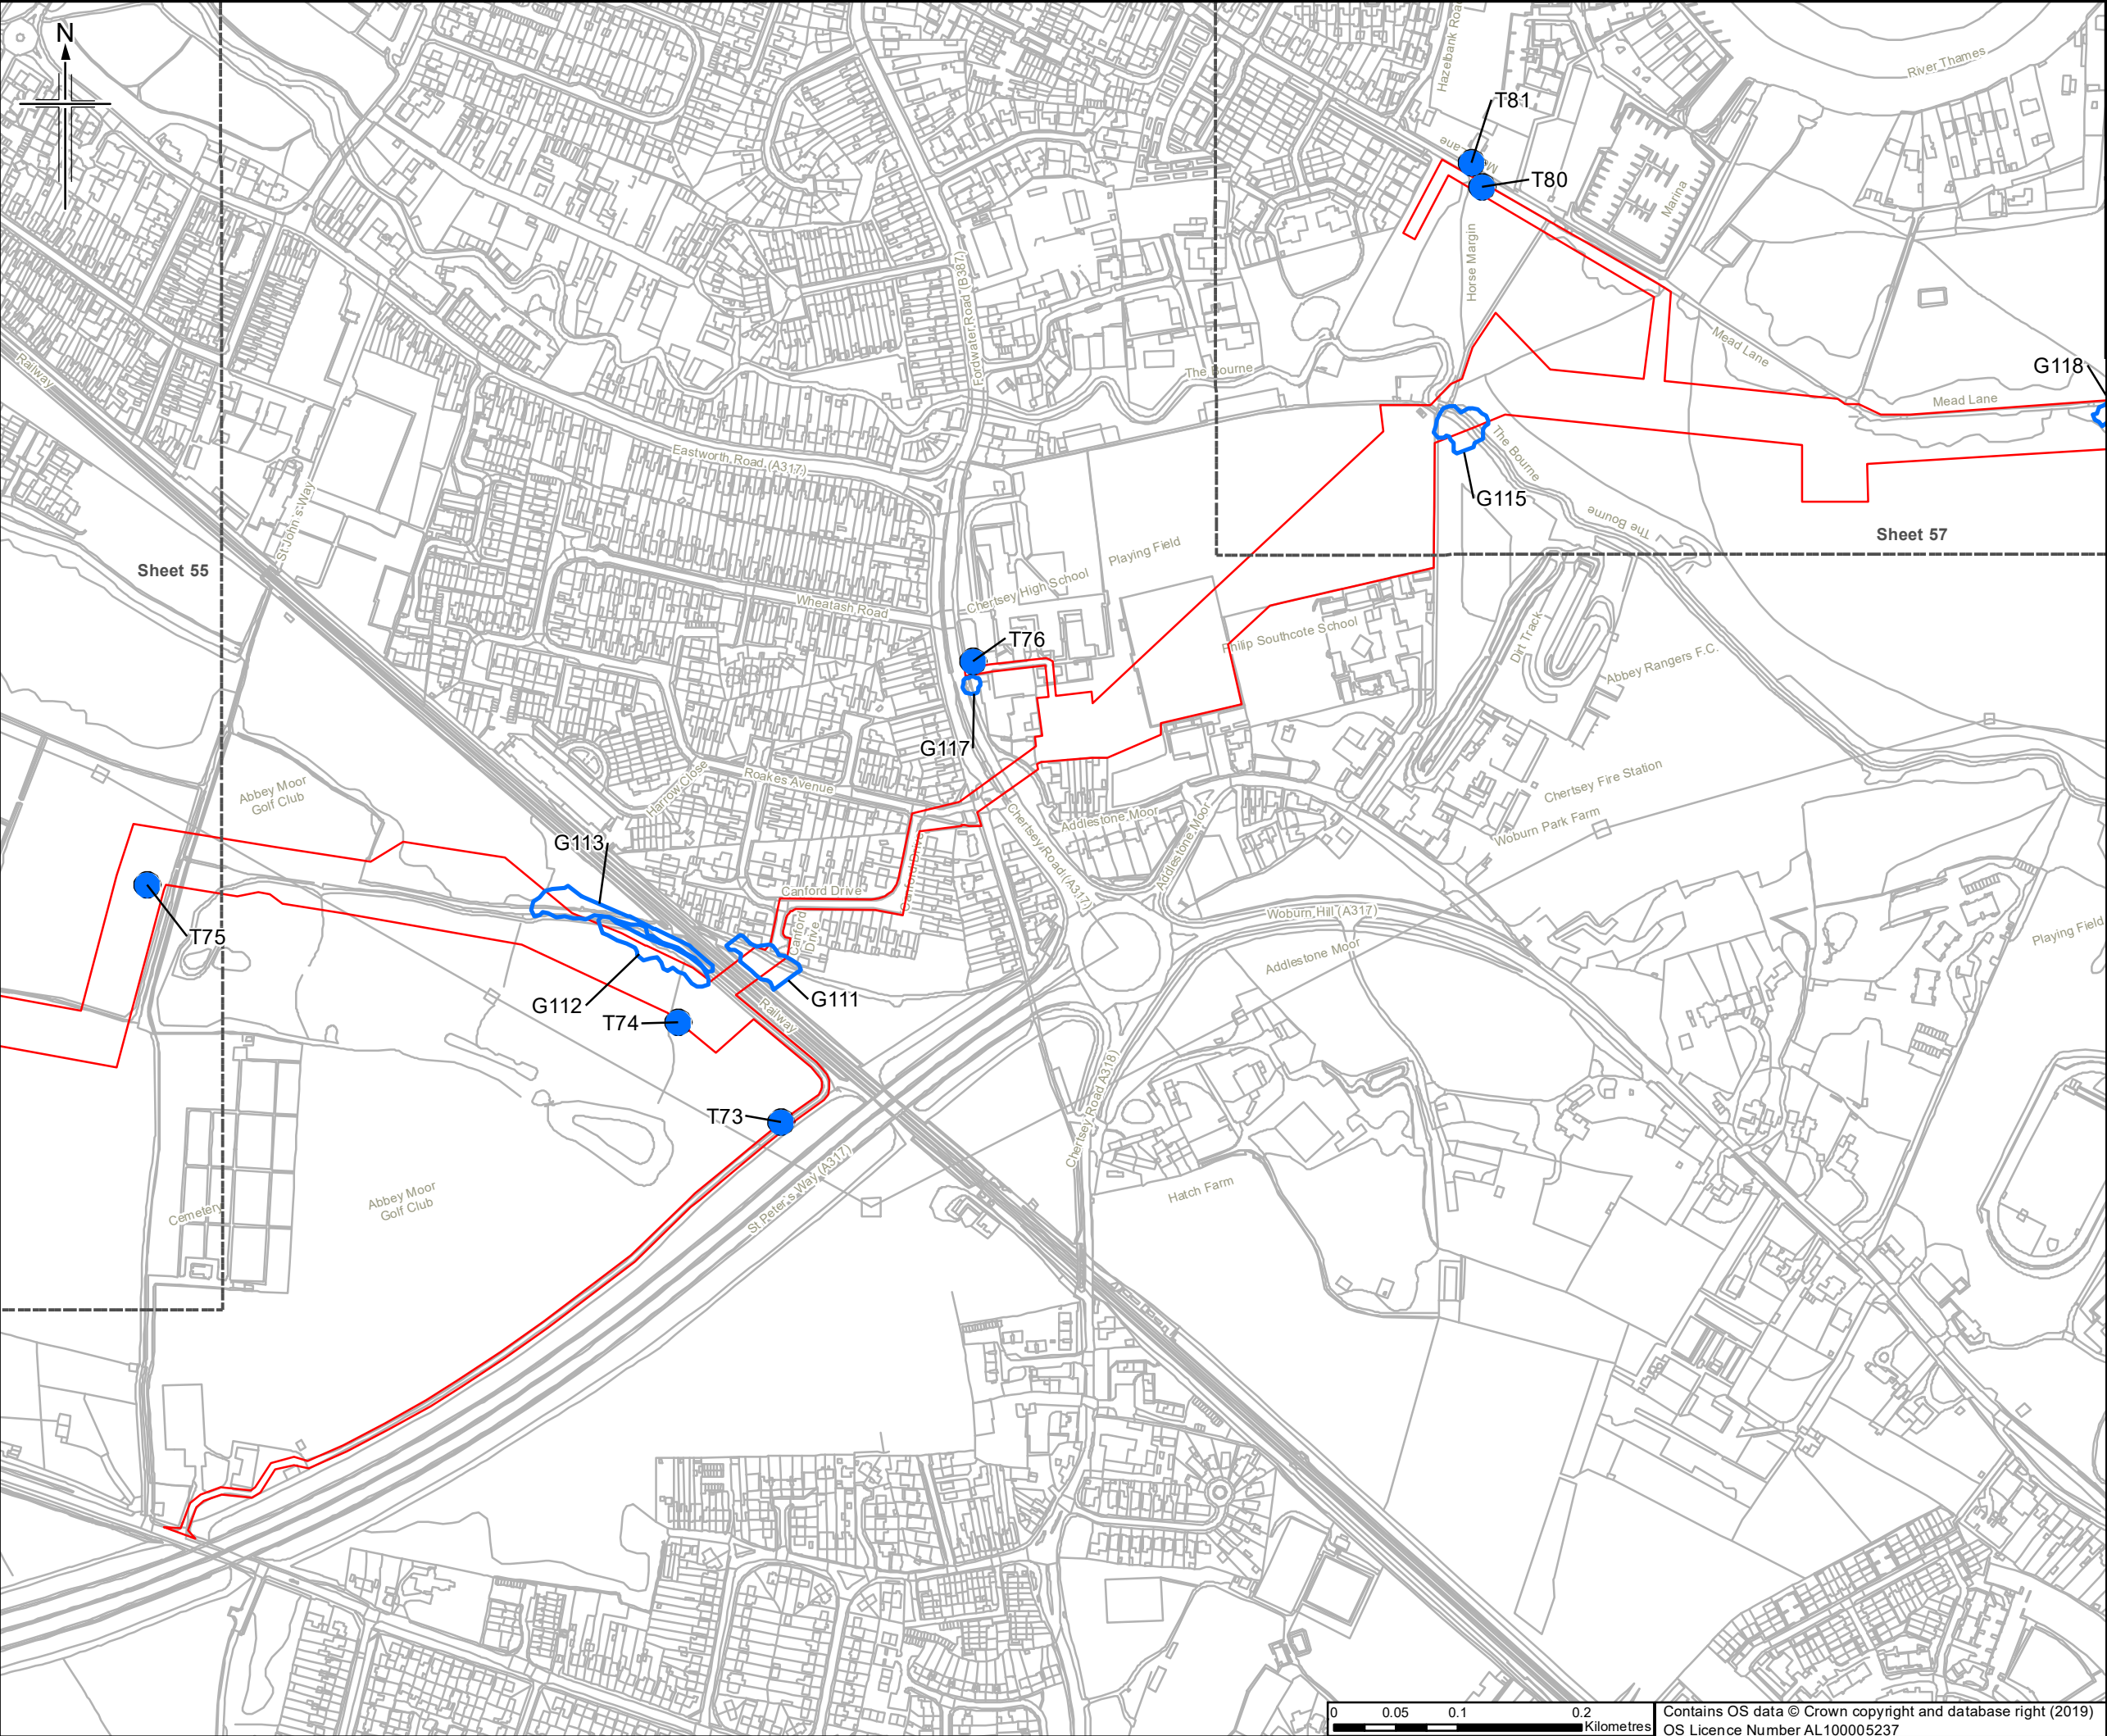 N
Hazelbank Road
River Thames
T81
Mead Lane
T80
Marina
Horse Margin
Fordwater Road (B387)
Railway
Mead Lane
The Bourne
G118
Mead Lane
Eastworth Road (A317)
St John's Way
The Bourne
G115
The Bourne
Sheet 57
Playing Field
Sheet 55
Chertsey High School
Wheatash Road
Philip Southcote School
Dirt Track
T76
Abbey Rangers F.C.
G117
Harrow Close
Roakes Avenue
Chertsey Fire Station
Abbey Moor
Golf Club
Addlestone Moor
Woburn Park Farm
G113
Chertsey Road (A317)
Addlestone Moor
Canford Drive
Canford Drive
Woburn Hill (A317)
T75
Canford
Drive
Playing Field
Addlestone Moor
G112
G111
T74
Railway
T73
Chertsey Road A318)
St Peter's Way (A317)
Hatch Farm
Abbey Moor
Golf Club
Cemetery
0 0.05 0.1 0.2
Kilometres
Contains OS data © Crown copyright and database right (2019)
OS Licence Number AL100005237